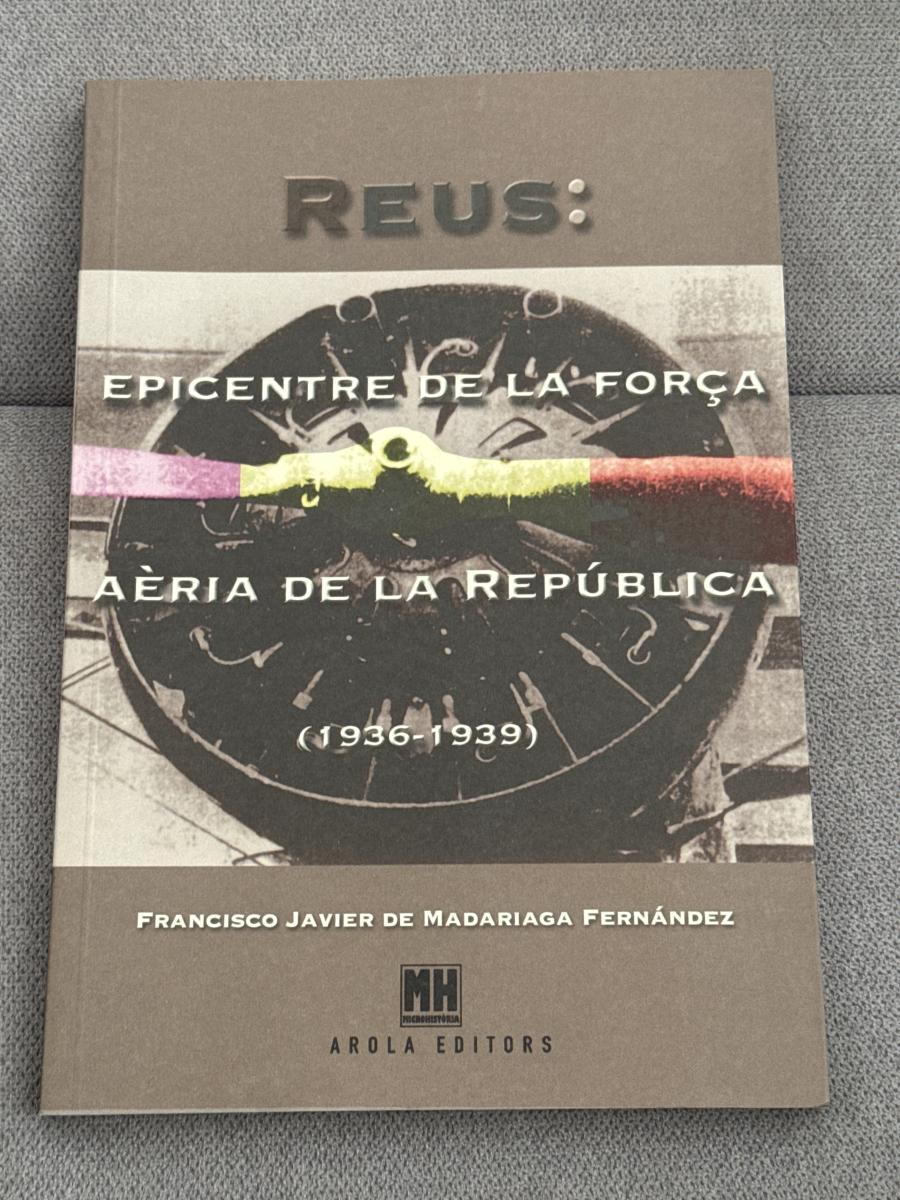 Reus:
epicentre de la força
aèria de la República
(1936-1939)
Francisco Javier de Madariaga Fernández
MH
MICROHISTÒRIA
AROLA EDITORS